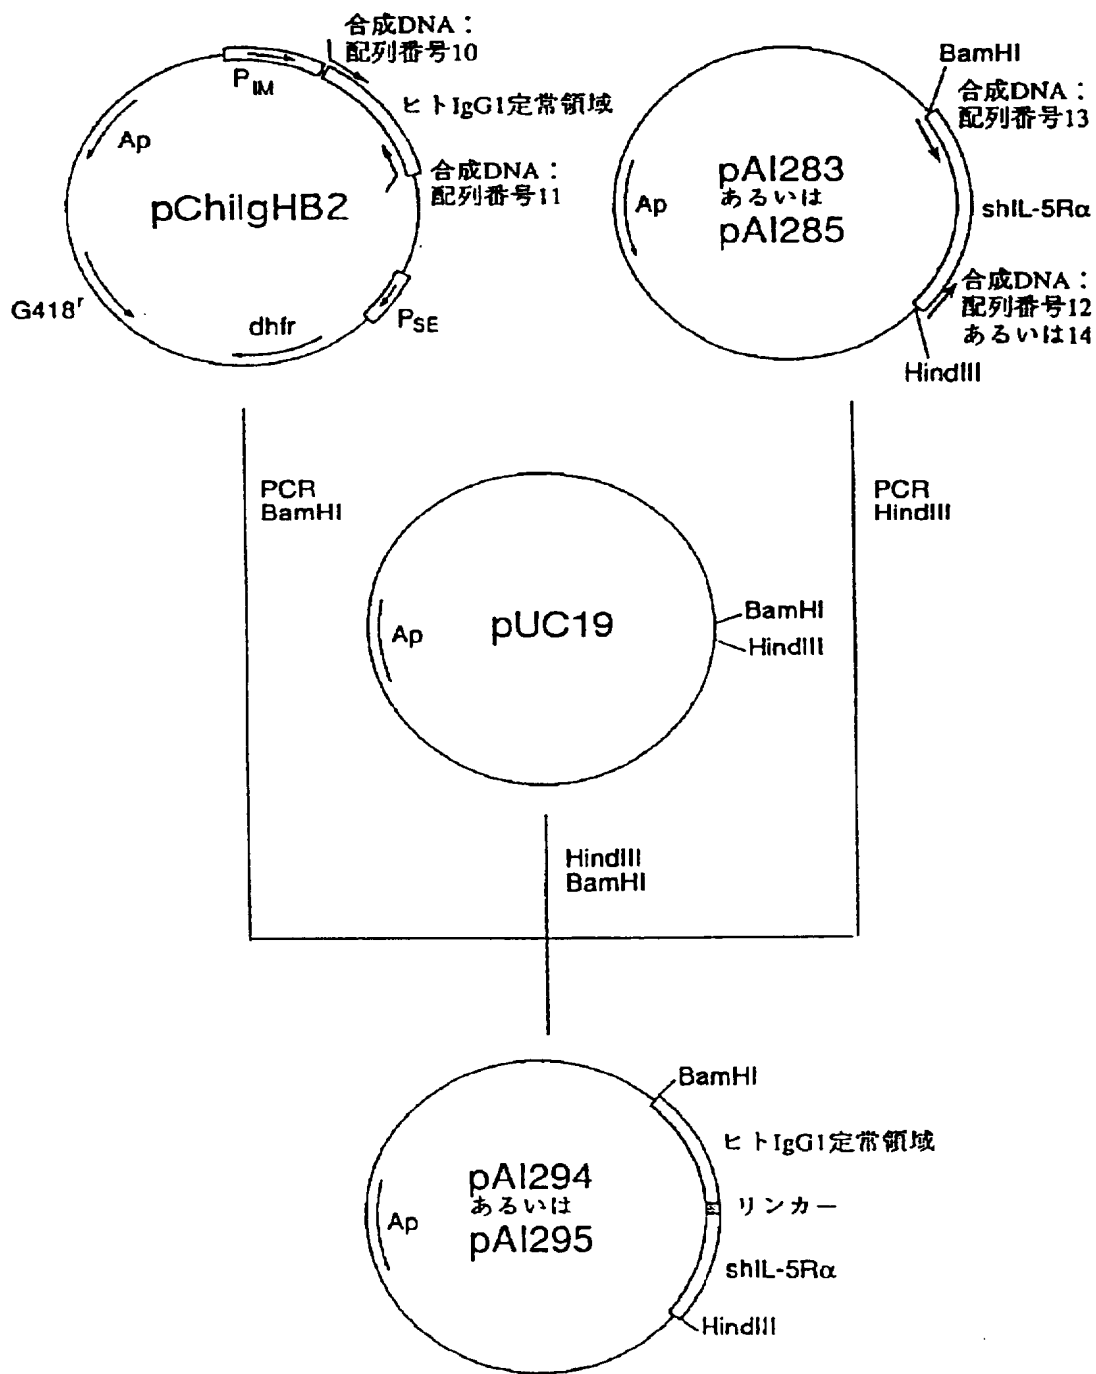 合成DNA：
配列番号10
PIM
ヒトIgG1定常領域
Ap
合成DNA：
配列番号11
pChiIgHB2
G418r
dhfr
PSE
BamHI
合成DNA：
配列番号13
pAI283
あるいは
pAI285
Ap
shIL-5Rα
合成DNA：
配列番号12
あるいは14
HindIII
PCR
BamHI
PCR
HindIII
Ap
pUC19
BamHI
HindIII
HindIII
BamHI
BamHI
ヒトIgG1定常領域
pAI294
あるいは
pAI295
Ap
リンカー
shIL-5Rα
HindIII